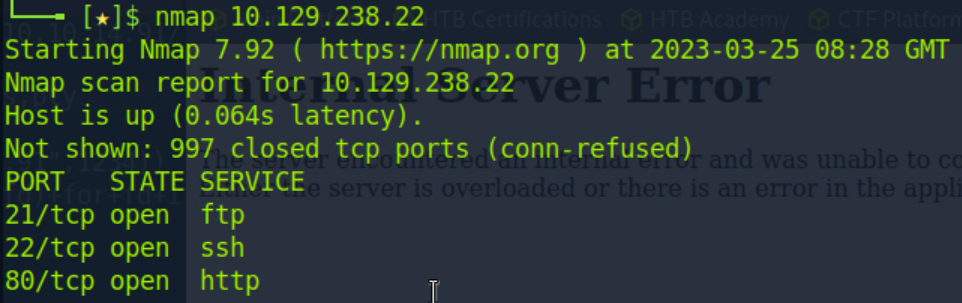 [★]$ nmap 10.129.238.22
HTB Certifications HTB Academy CTF Platform
Starting Nmap 7.92 ( https://nmap.org ) at 2023-03-25 08:28 GMT
Nmap scan report for 10.129.238.22
Internal Server Error
Host is up (0.064s latency).
Not shown: 997 closed tcp ports (conn-refused)
The server encountered an internal error and was unable to co
PORT STATE SERVICE
the server is overloaded or there is an error in the appli
21/tcp open ftp
22/tcp open ssh
80/tcp open http